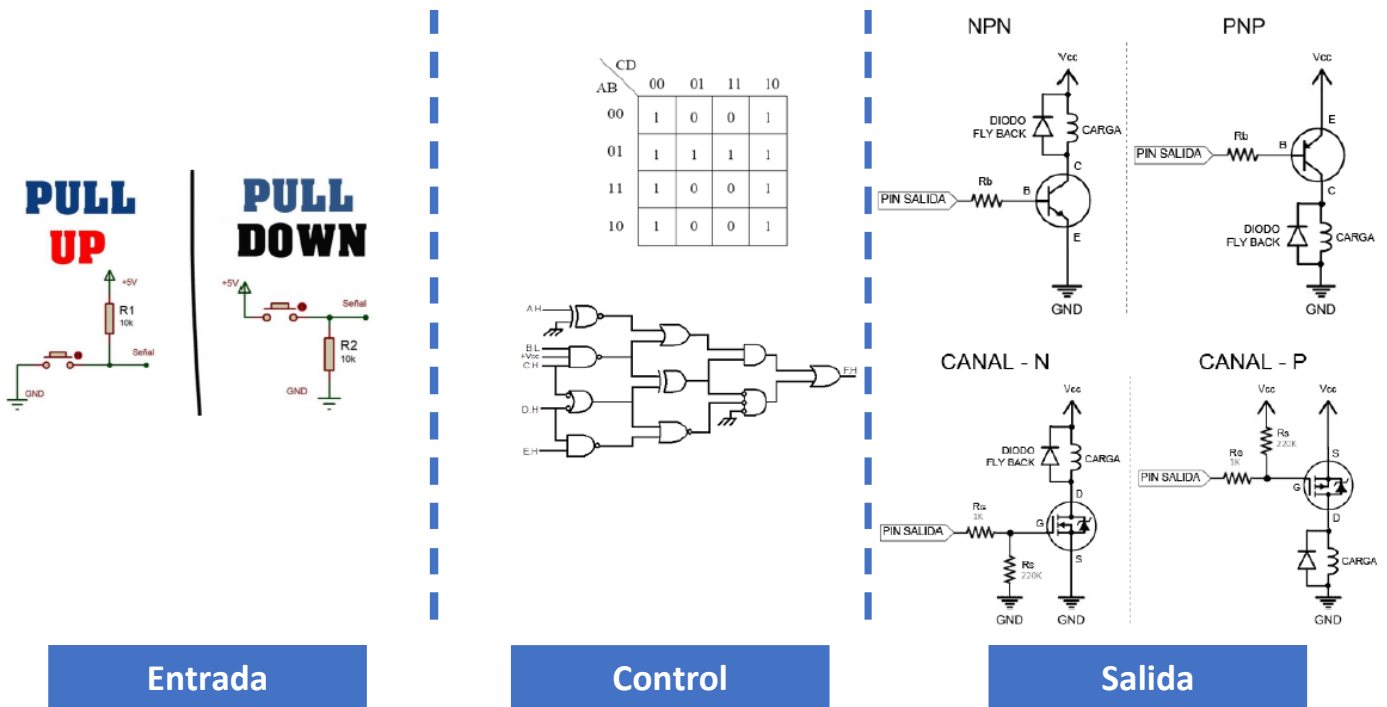 PULL
UP
+5V
R1
10k
Señal
GND
PULL
DOWN
+5V
Señal
R2
10k
GND
Entrada
CD
AB
00 01 11 10
00 1 0 0 1
01 1 1 1 1
11 1 0 0 1
10 1 0 0 1
A.H
B.L
+Vcc
C.H
D.H
E.H
F.H
Control
NPN
Vcc
DIODO
FLY BACK
CARGA
C
Rb
B
PIN SALIDA
E
GND
PNP
Vcc
E
Rb
B
PIN SALIDA
C
DIODO
FLY BACK
CARGA
GND
CANAL - N
Vcc
DIODO
FLY BACK
CARGA
D
1K
G
PIN SALIDA
S
Rs
220K
GND
GND
CANAL - P
Vcc
Vcc
Rs
220K
S
1K
PIN SALIDA
G
D
CARGA
GND
Salida